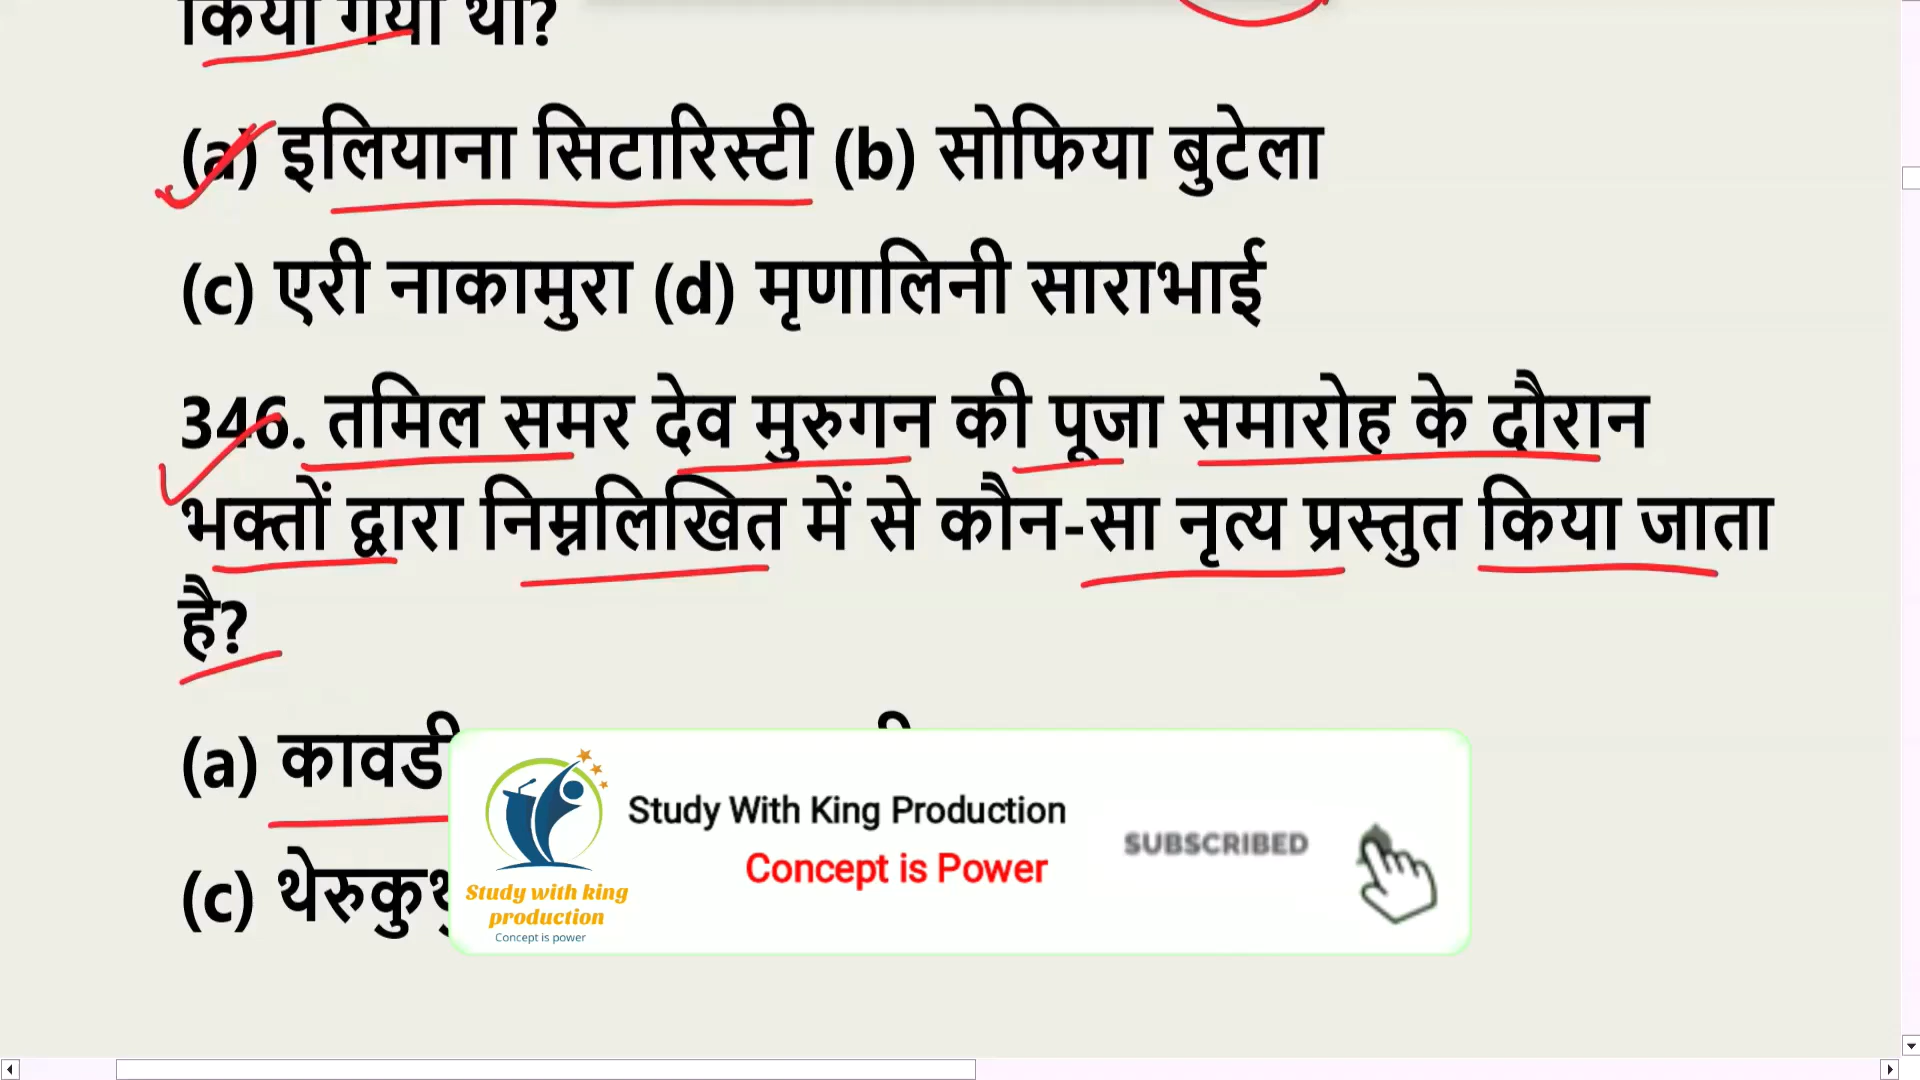 किया गया था?
(a) इलियाना सिटारिस्टी (b) सोफिया बुटेला
(c) एरी नाकामुरा (d) मृणालिनी साराभाई
346. तमिल समर देव मुरुगन की पूजा समारोह के दौरान
भक्तों द्वारा निम्नलिखित में से कौन-सा नृत्य प्रस्तुत किया जाता
है?
(a) कावडी
(c)
Study With King Production
Concept is Power
SUBSCRIBED
Study with king
production
Concept is power